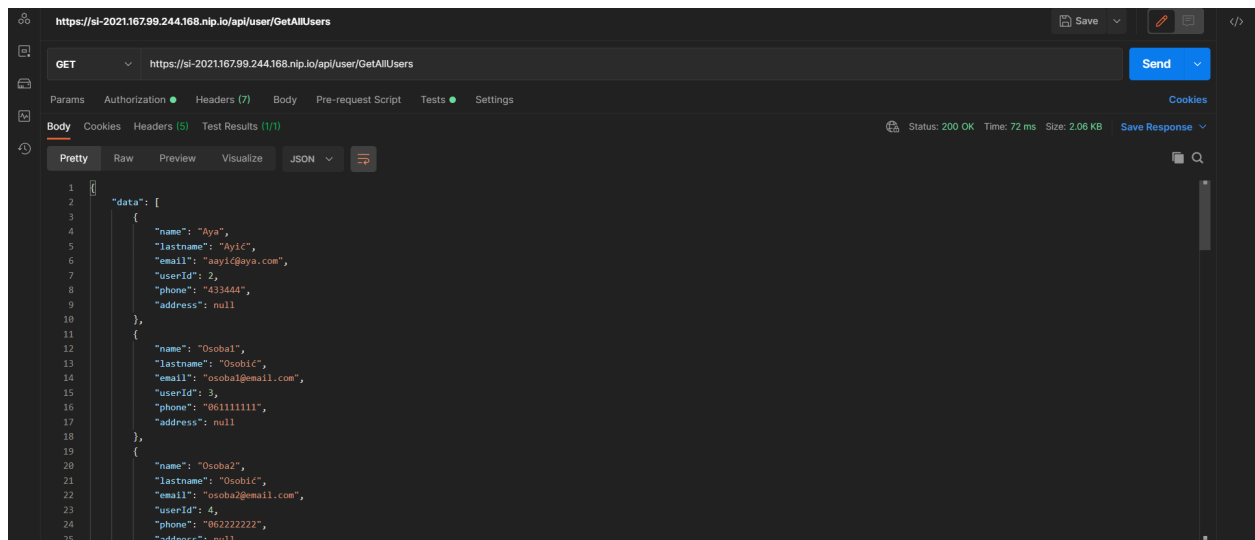 https://si-2021.167.99.244.168.nip.io/api/user/GetAllUsers
Save
</>
GET https://si-2021.167.99.244.168.nip.io/api/user/GetAllUsers Send
Params Authorization Headers (7) Body Pre-request Script Tests Settings Cookies
Body Cookies Headers (5) Test Results (1/1) Status: 200 OK Time: 72 ms Size: 2.06 KB Save Response
Pretty Raw Preview Visualize JSON
1 {
2 "data": [
3 {
4 "name": "Aya",
5 "lastname": "Ayić",
6 "email": "aayić@aya.com",
7 "userId": 2,
8 "phone": "433444",
9 "address": null
10 },
11 {
12 "name": "Osoba1",
13 "lastname": "Osobić",
14 "email": "osoba1@email.com",
15 "userId": 3,
16 "phone": "061111111",
17 "address": null
18 },
19 {
20 "name": "Osoba2",
21 "lastname": "Osobić",
22 "email": "osoba2@email.com",
23 "userId": 4,
24 "phone": "062222222",
25 "address": null